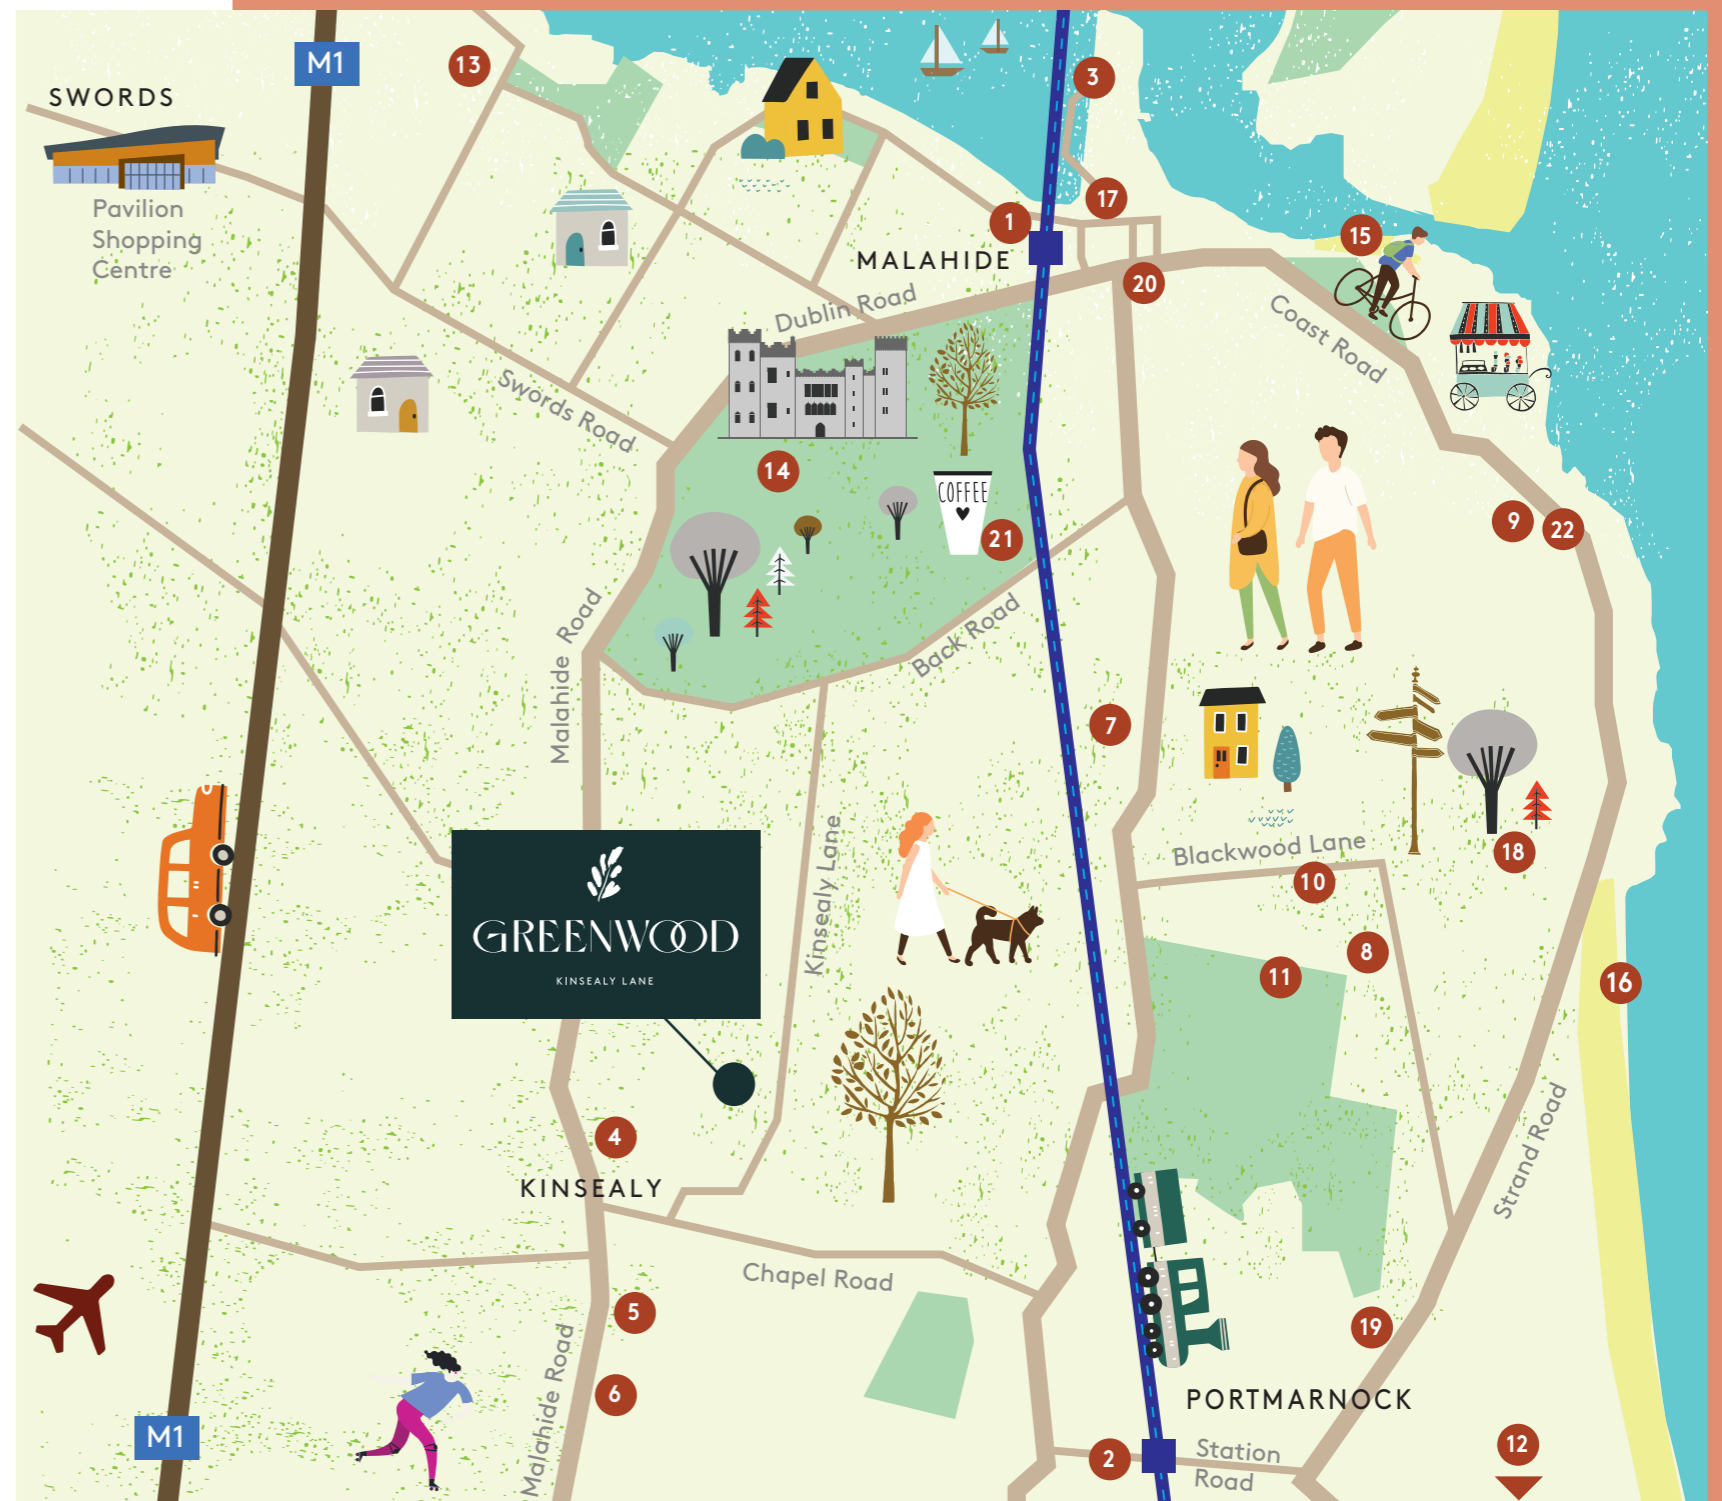 M1
13
3
SWORDS
Pavilion
Shopping
Centre
17
1
15
MALAHIDE
20
Dublin Road
Coast Road
Swords Road
14
COFFEE
21
9
22
Malahide Road
Back Road
7
Blackwood Lane
18
10
GREENWOOD
KINSEALY LANE
Kinsealy Lane
8
11
16
4
KINSEALY
Strand Road
Chapel Road
5
19
6
Malahide Road
PORTMARNOCK
M1
2
Station
Road
12